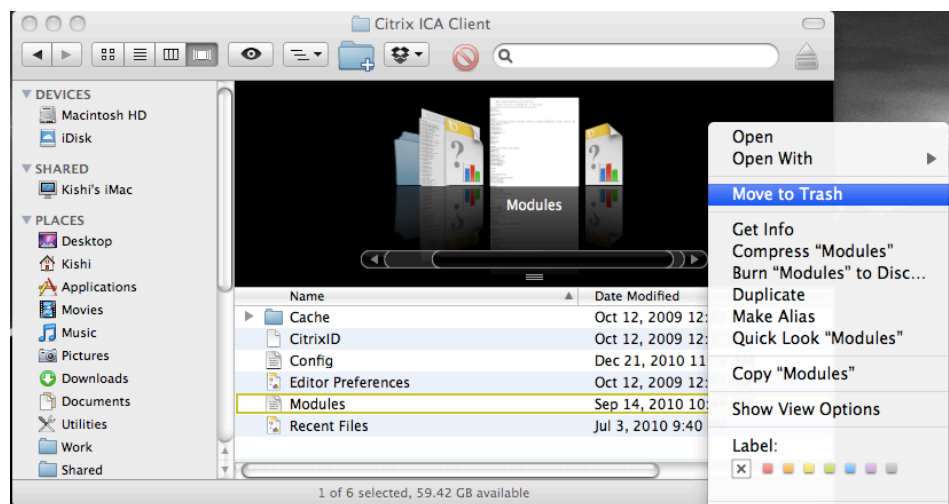 Citrix ICA Client
DEVICES
Macintosh HD
iDisk
SHARED
Kishi's iMac
PLACES
Desktop
Kishi
Applications
Movies
Music
Pictures
Downloads
Documents
Utilities
Work
Shared
Modules
Name Date Modified
Cache Oct 12, 2009 12:
CitrixID Oct 12, 2009 12:
Config Dec 21, 2010 11
Editor Preferences Oct 12, 2009 12:
Modules Sep 14, 2010 10:
Recent Files Jul 3, 2010 9:40
1 of 6 selected, 59.42 GB available
Open
Open With
Move to Trash
Get Info
Compress “Modules”
Burn “Modules” to Disc...
Duplicate
Make Alias
Quick Look “Modules”
Copy “Modules”
Show View Options
Label: